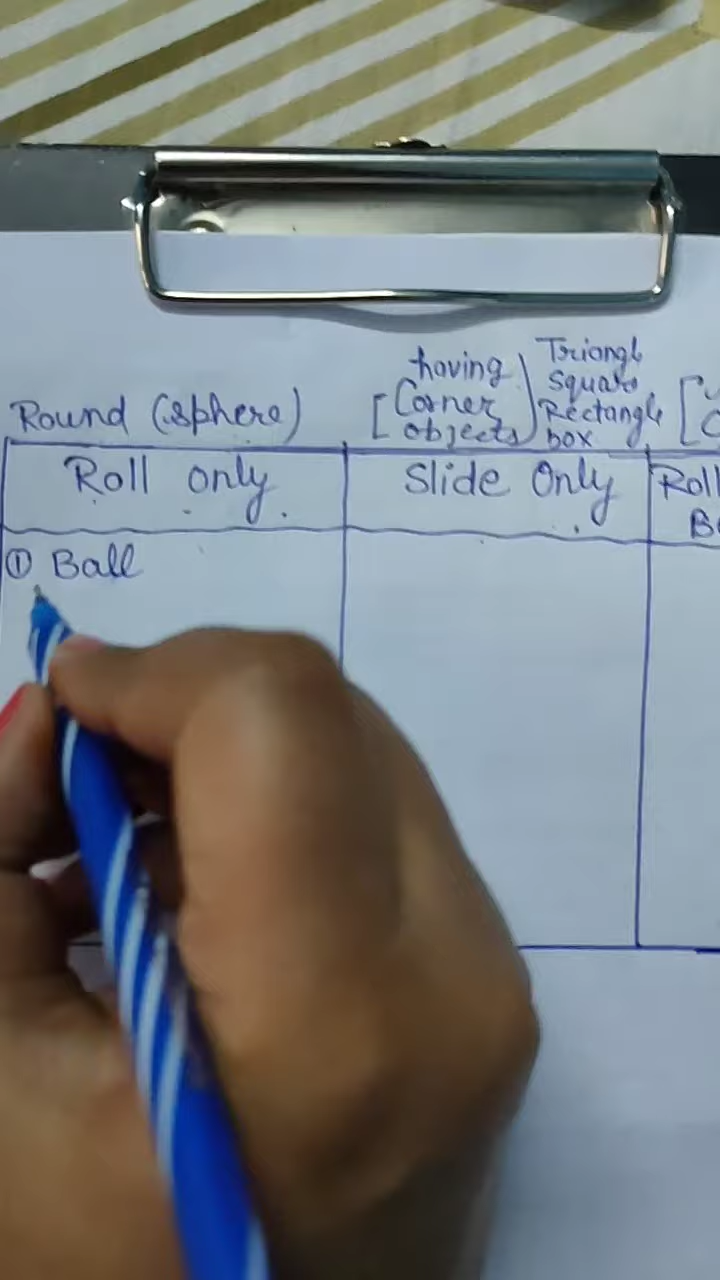 Round (sphere)
having
[Corner
objects)
Triangle
Square
Rectangle
box
Roll only.
Slide Only.
Roll
① Ball